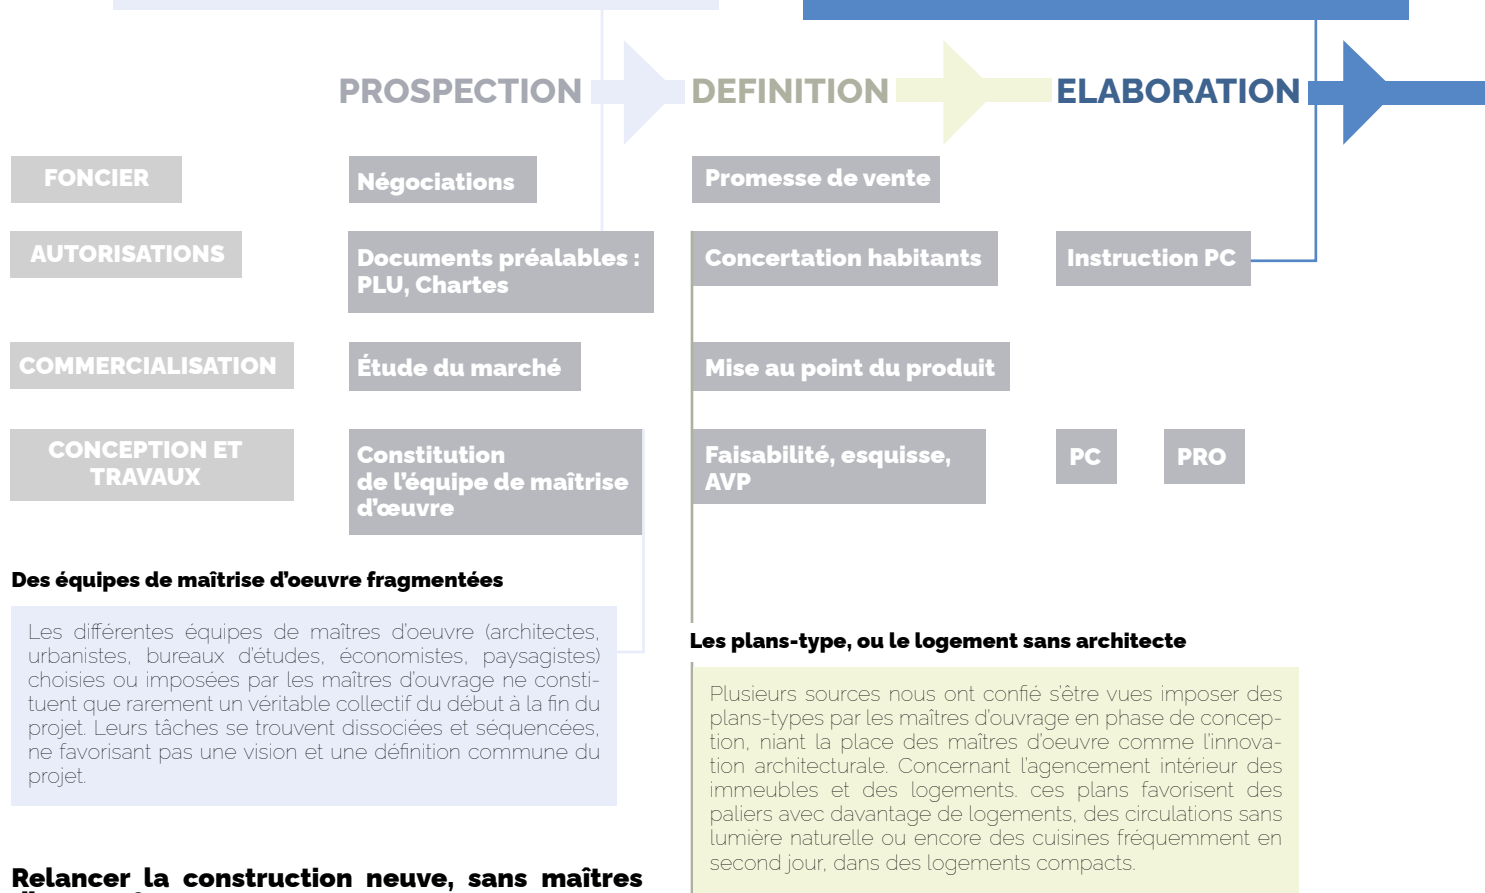 PROSPECTION DEFINITION ELABORATION
FONCIER Négociations Promesse de vente
AUTORISATIONS Documents préalables : Concertation habitants Instruction PC
PLU, Chartes
COMMERCIALISATION Étude du marché Mise au point du produit
CONCEPTION ET
TRAVAUX
Constitution
de l'équipe de maîtrise
d'œuvre
Faisabilité, esquisse,
AVP
PC PRO
Des équipes de maîtrise d'oeuvre fragmentées
Les différentes équipes de maîtres d'oeuvre (architectes,
urbanistes, bureaux d'études, économistes, paysagistes)
choisies ou imposées par les maîtres d'ouvrage ne consti-
tuent que rarement un véritable collectif du début à la fin du
projet. Leurs tâches se trouvent dissociées et séquencées,
ne favorisant pas une vision et une définition commune du
projet.
Les plans-type, ou le logement sans architecte
Plusieurs sources nous ont confié s'être vues imposer des
plans-types par les maîtres d'ouvrage en phase de concep-
tion, niant la place des maîtres d'oeuvre comme l'innova-
tion architecturale. Concernant l'agencement intérieur des
immeubles et des logements. ces plans favorisent des
paliers avec davantage de logements, des circulations sans
lumière naturelle ou encore des cuisines fréquemment en
second jour, dans des logements compacts.
Relancer la construction neuve, sans maîtres